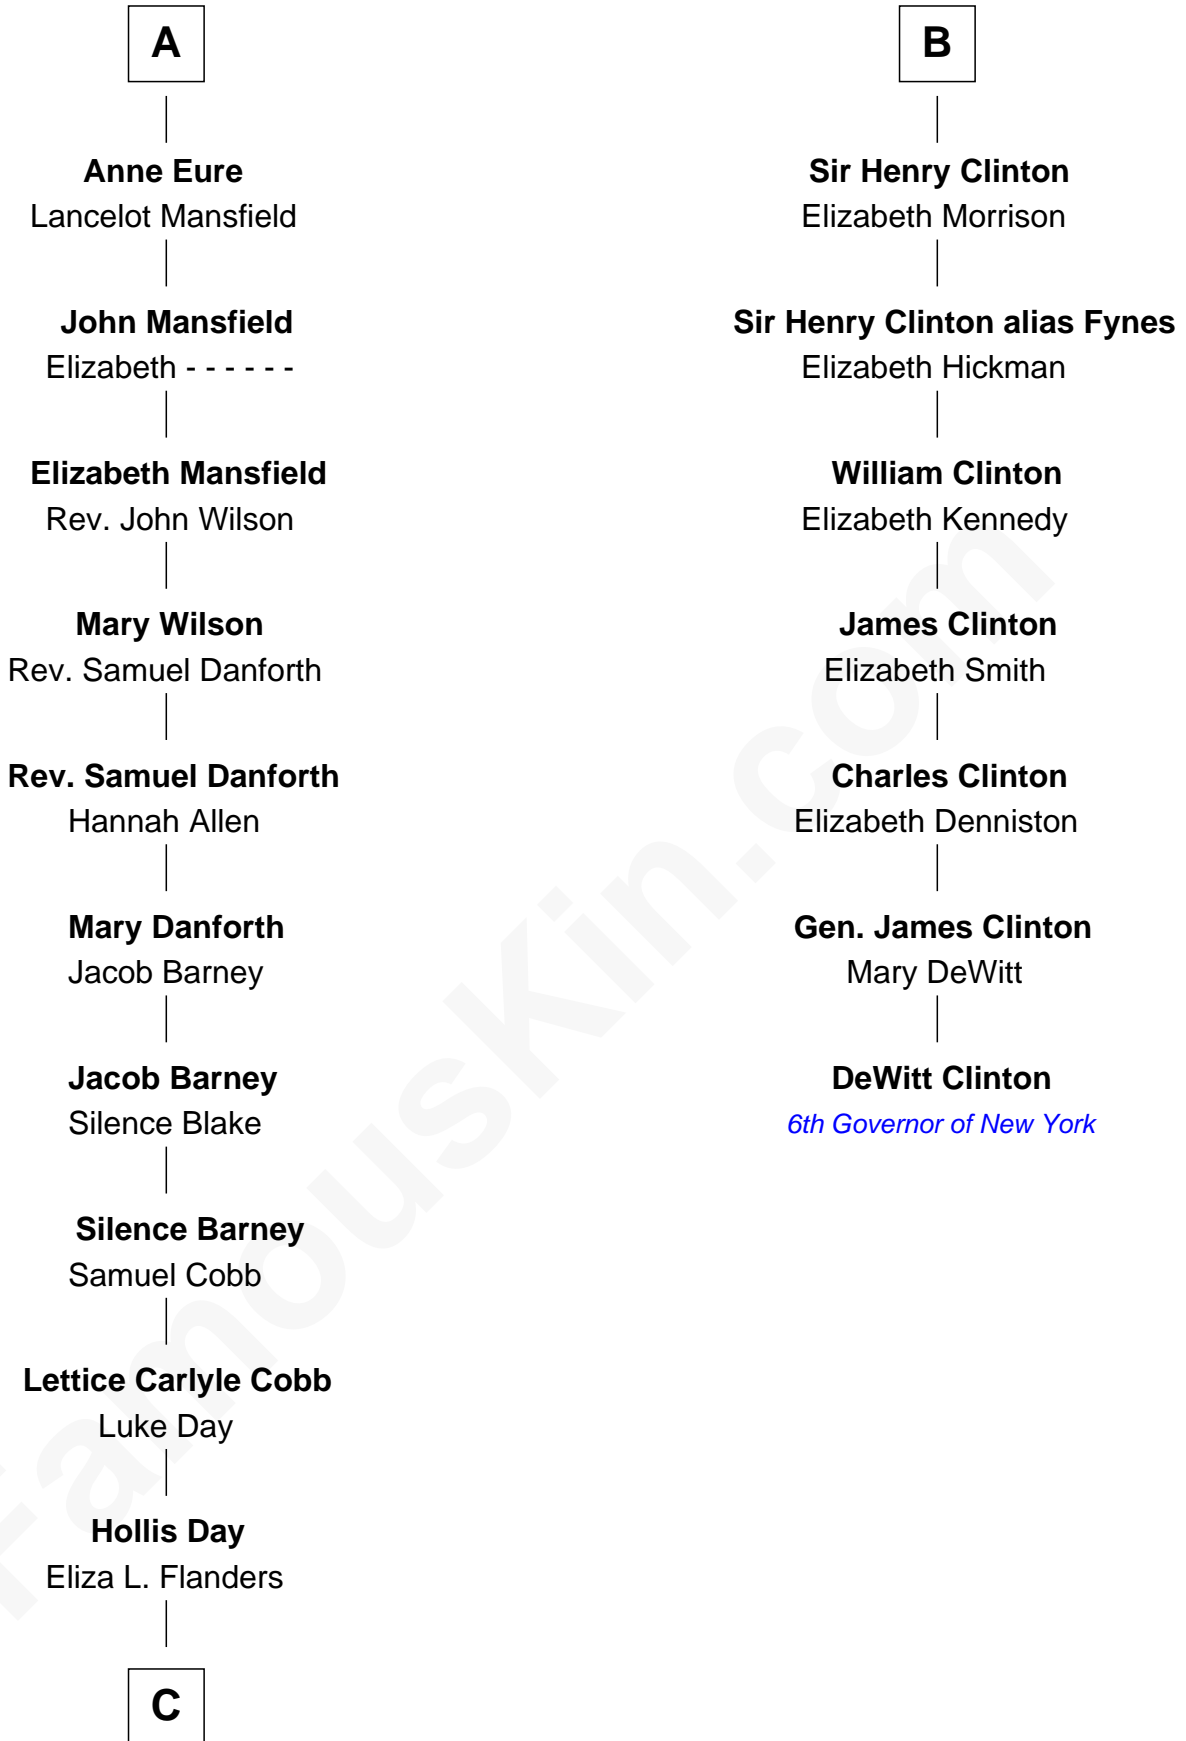 A
Anne Eure
Lancelot Mansfield
John Mansfield
Elizabeth - - - - - -
Elizabeth Mansfield
Rev. John Wilson
Mary Wilson
Rev. Samuel Danforth
Rev. Samuel Danforth
Hannah Allen
Mary Danforth
Jacob Barney
Jacob Barney
Silence Blake
Silence Barney
Samuel Cobb
Lettice Carlyle Cobb
Luke Day
Hollis Day
Eliza L. Flanders
C
B
Sir Henry Clinton
Elizabeth Morrison
Sir Henry Clinton alias Fynes
Elizabeth Hickman
William Clinton
Elizabeth Kennedy
James Clinton
Elizabeth Smith
Charles Clinton
Elizabeth Denniston
Gen. James Clinton
Mary DeWitt
DeWitt Clinton
6th Governor of New York
FamousKin.com